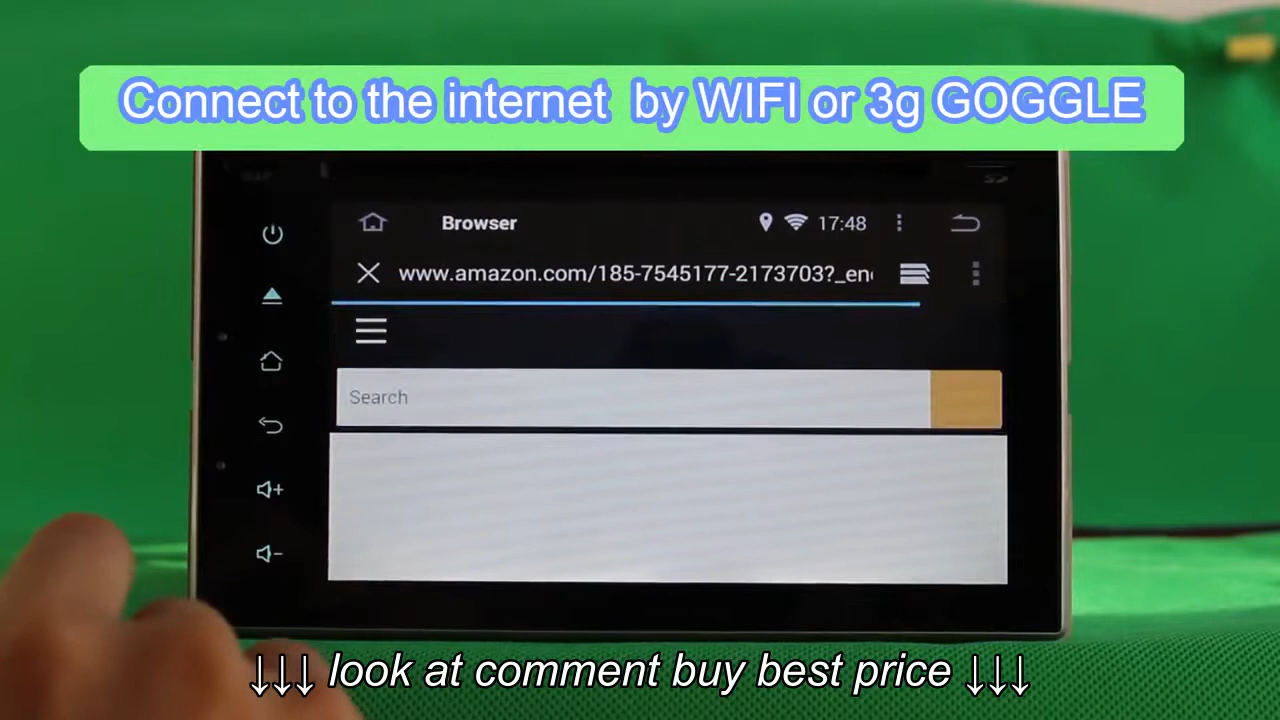 Connect to the internet by WIFI or 3g GOGGLE
Browser
17:48
www.amazon.com/185-7545177-2173703?_en
Search
↓↓↓ look at comment buy best price ↓↓↓